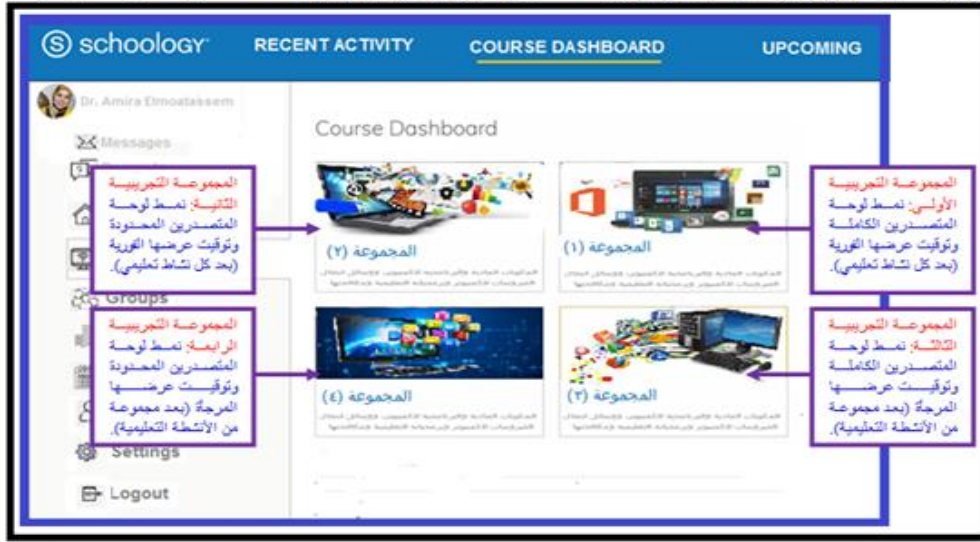 schoology
RECENT ACTIVITY
COURSE DASHBOARD
UPCOMING
Dr. Amira Elmoatassem
Messages
Course Dashboard
المجموعة التجريبية
الثانية: نمط لوحة
المتصدرين المحدودة
وتوقيت عرضها الفورية
(بعد كل نشاط تعليمي).
المجموعة (٢)
المجموعة (١)
المجموعة التجريبية
الأولى: نمط لوحة
المتصدرين الكاملة
وتوقيت عرضها الفورية
(بعد كل نشاط تعليمي).
Groups
المجموعة التجريبية
الرابعة: نمط لوحة
المتصدرين المحدودة
وتوقيت عرضها
المرجأة (بعد مجموعة
من الأنشطة التعليمية).
المجموعة (٤)
المجموعة (٣)
المجموعة التجريبية
الثالثة: نمط لوحة
المتصدرين الكاملة
وتوقيت عرضها
المرجأة (بعد مجموعة
من الأنشطة التعليمية).
Settings
Logout